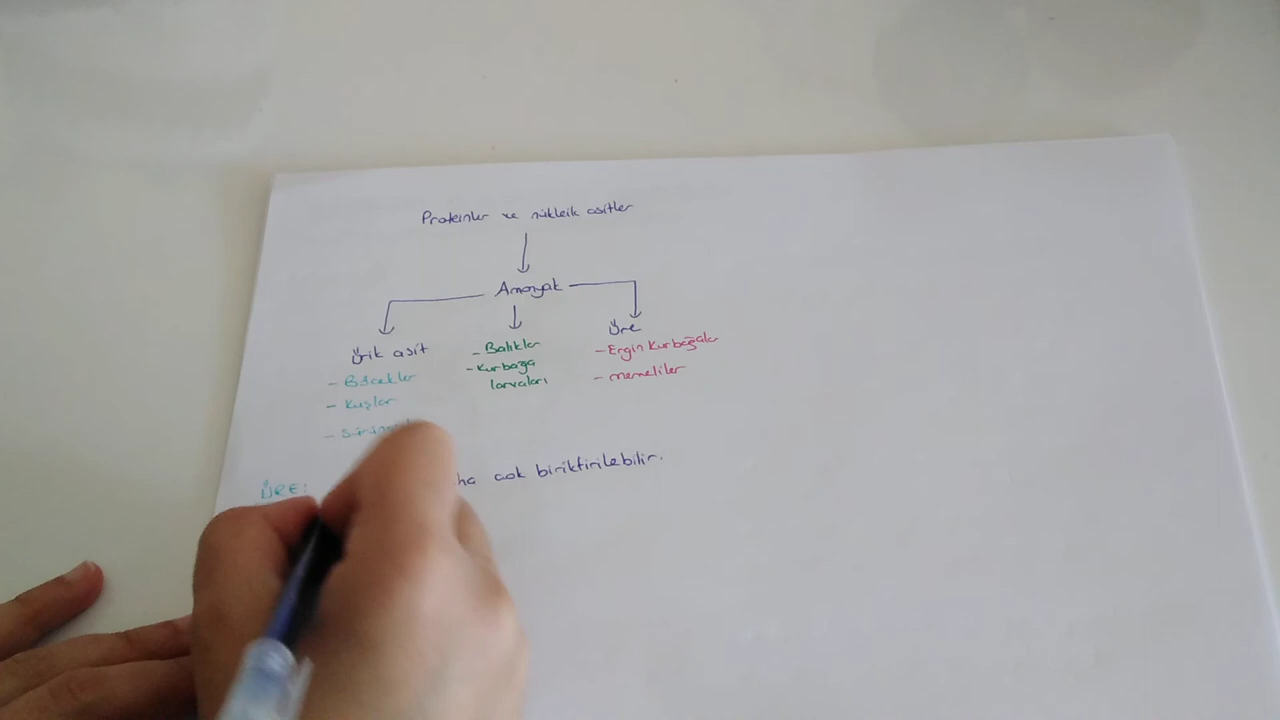 Proteinler ve nükleik asitler
Amonyak
Ürik asit
- Böcekler
- Kuşlar
- Balıklar
- Kurbağa
larvaları
Üre
- Ergin Kurbağalar
- memeliler
ÜRE:
çok biriktirilebilir.